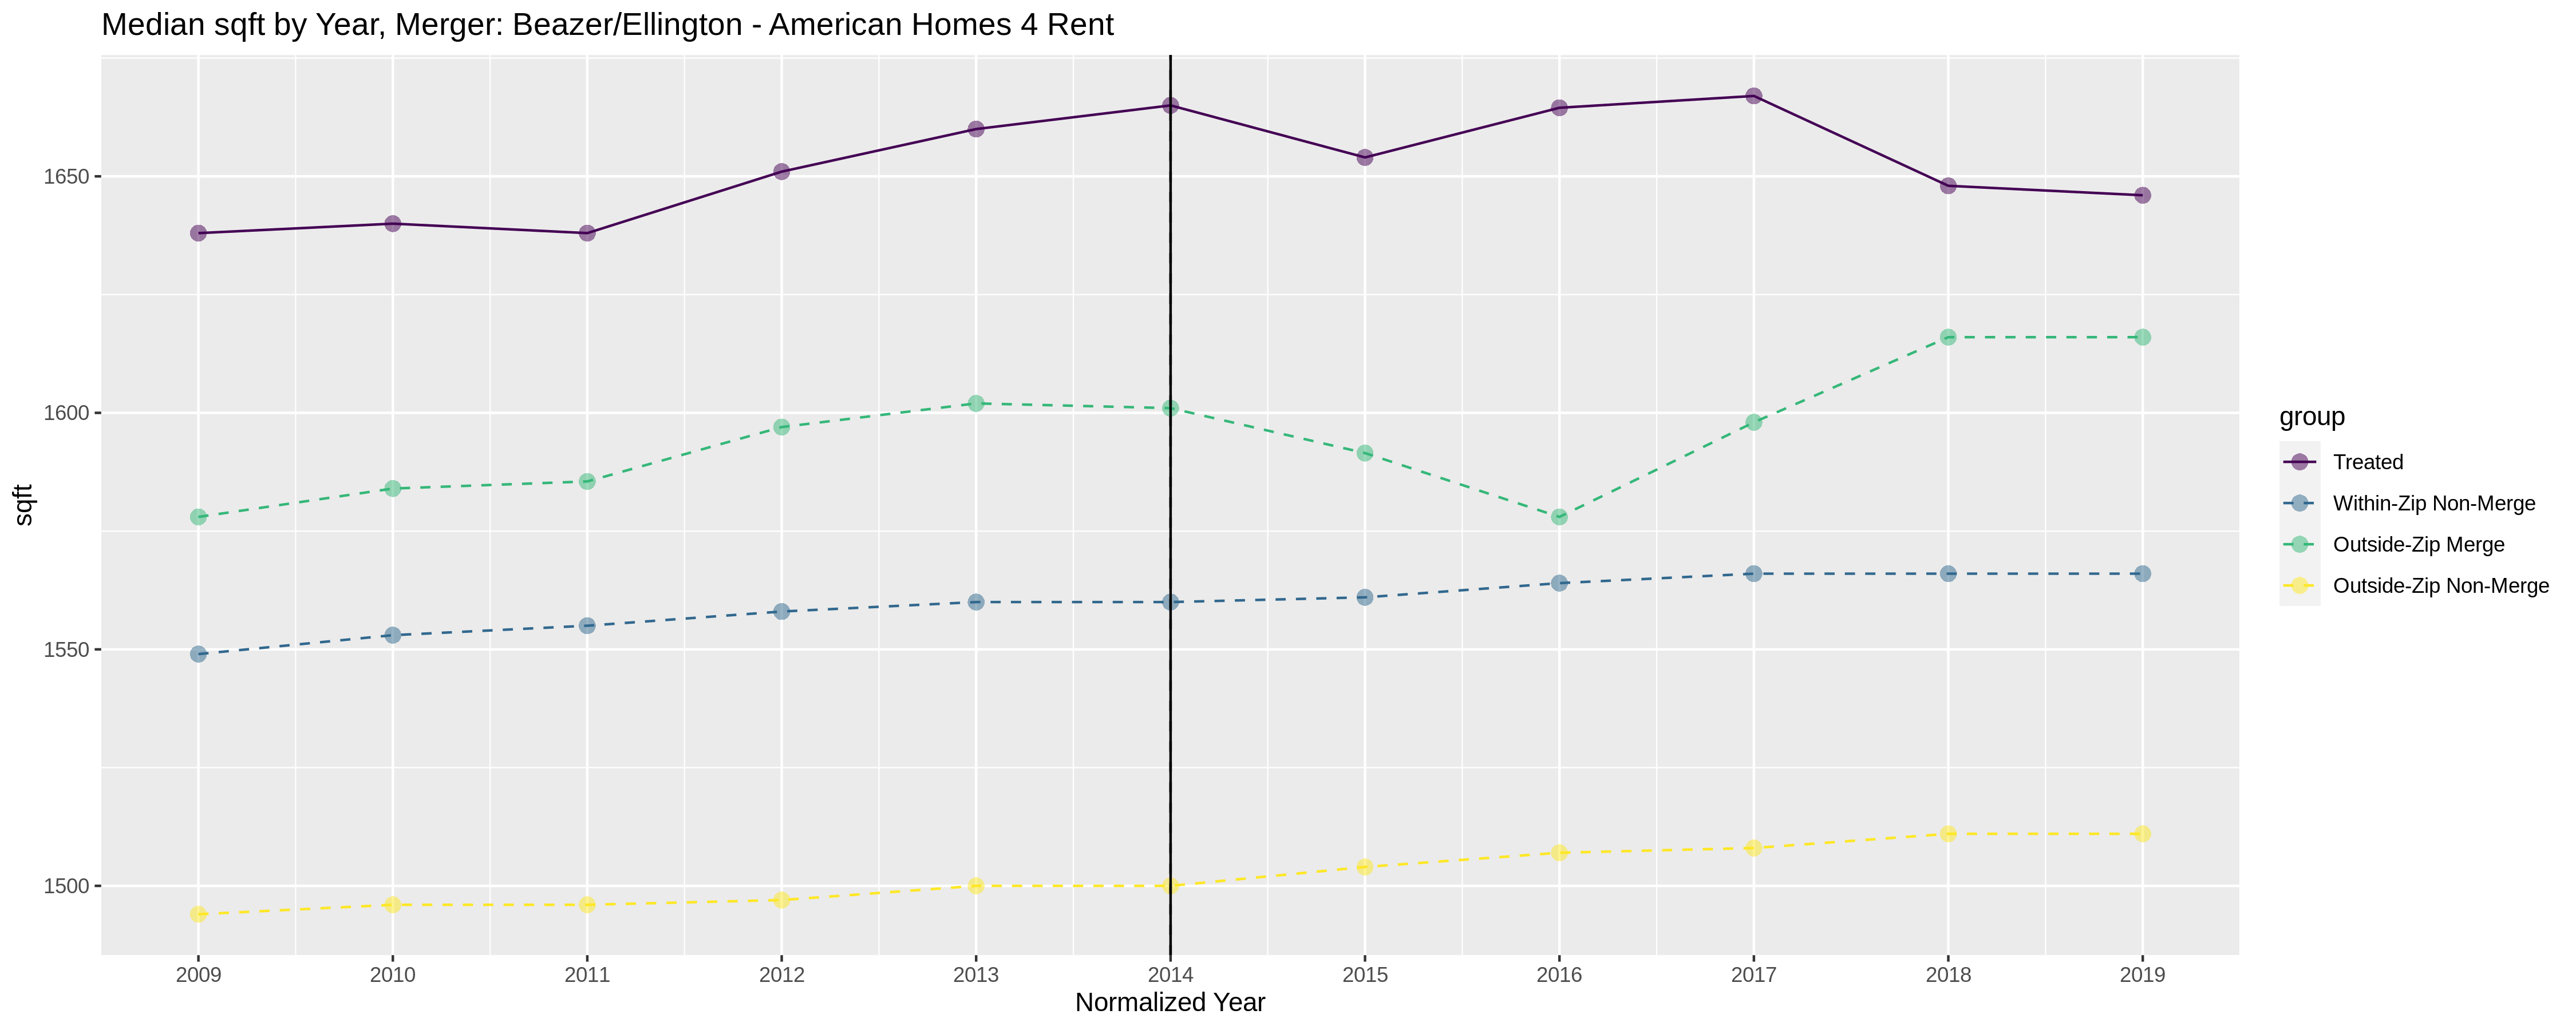 Median sqft by Year, Merger: Beazer/Ellington - American Homes 4 Rent
sqft
1650
1600
1550
1500
2009 2010 2011 2012 2013 2014 2015 2016 2017 2018 2019
Normalized Year
group
Treated
Within-Zip Non-Merge
Outside-Zip Merge
Outside-Zip Non-Merge